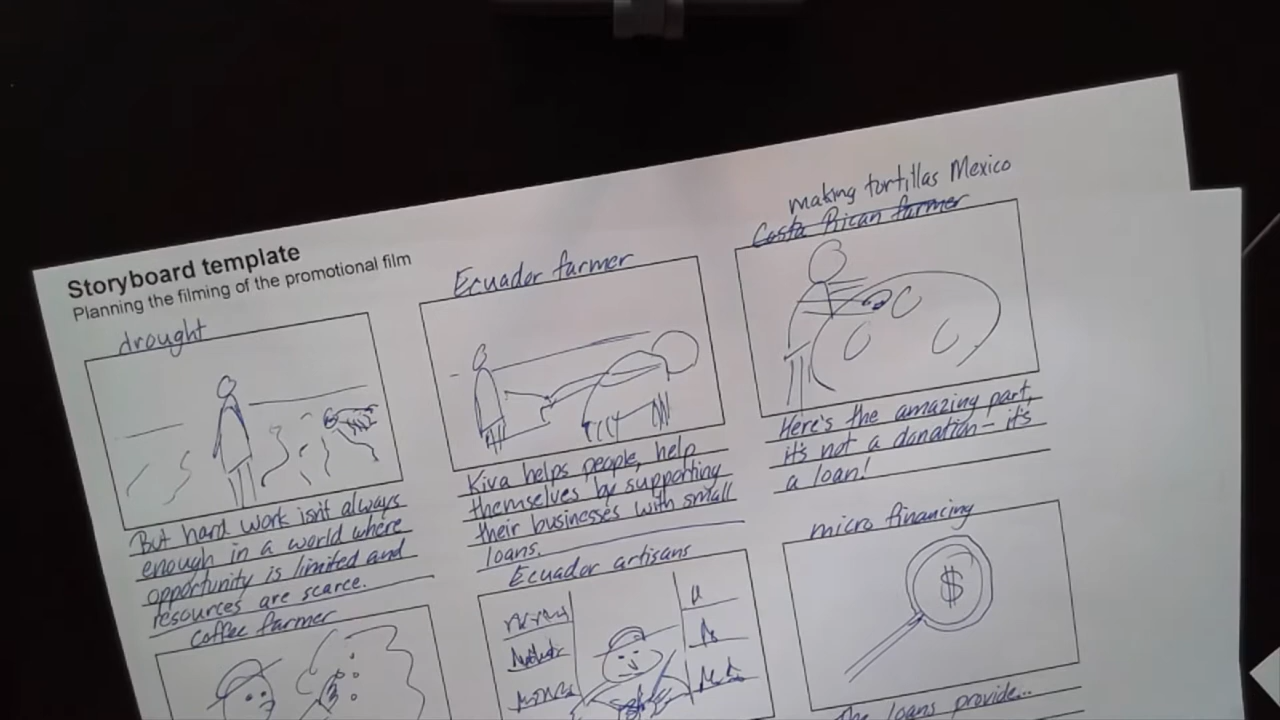 Storyboard template
Planning the filming of the promotional film
drought
But hard work isn't always
enough in a world where
opportunity is limited and
resources are scarce.
Ecuador farmer
Kiva helps people, help
themselves by supporting
their businesses with small
loans.
making tortillas Mexico
Costa Rican farmer
Here's the amazing part,
it's not a donation - it's
a loan!
coffee farmer
Ecuador artisans
micro financing
$
The loans provide...